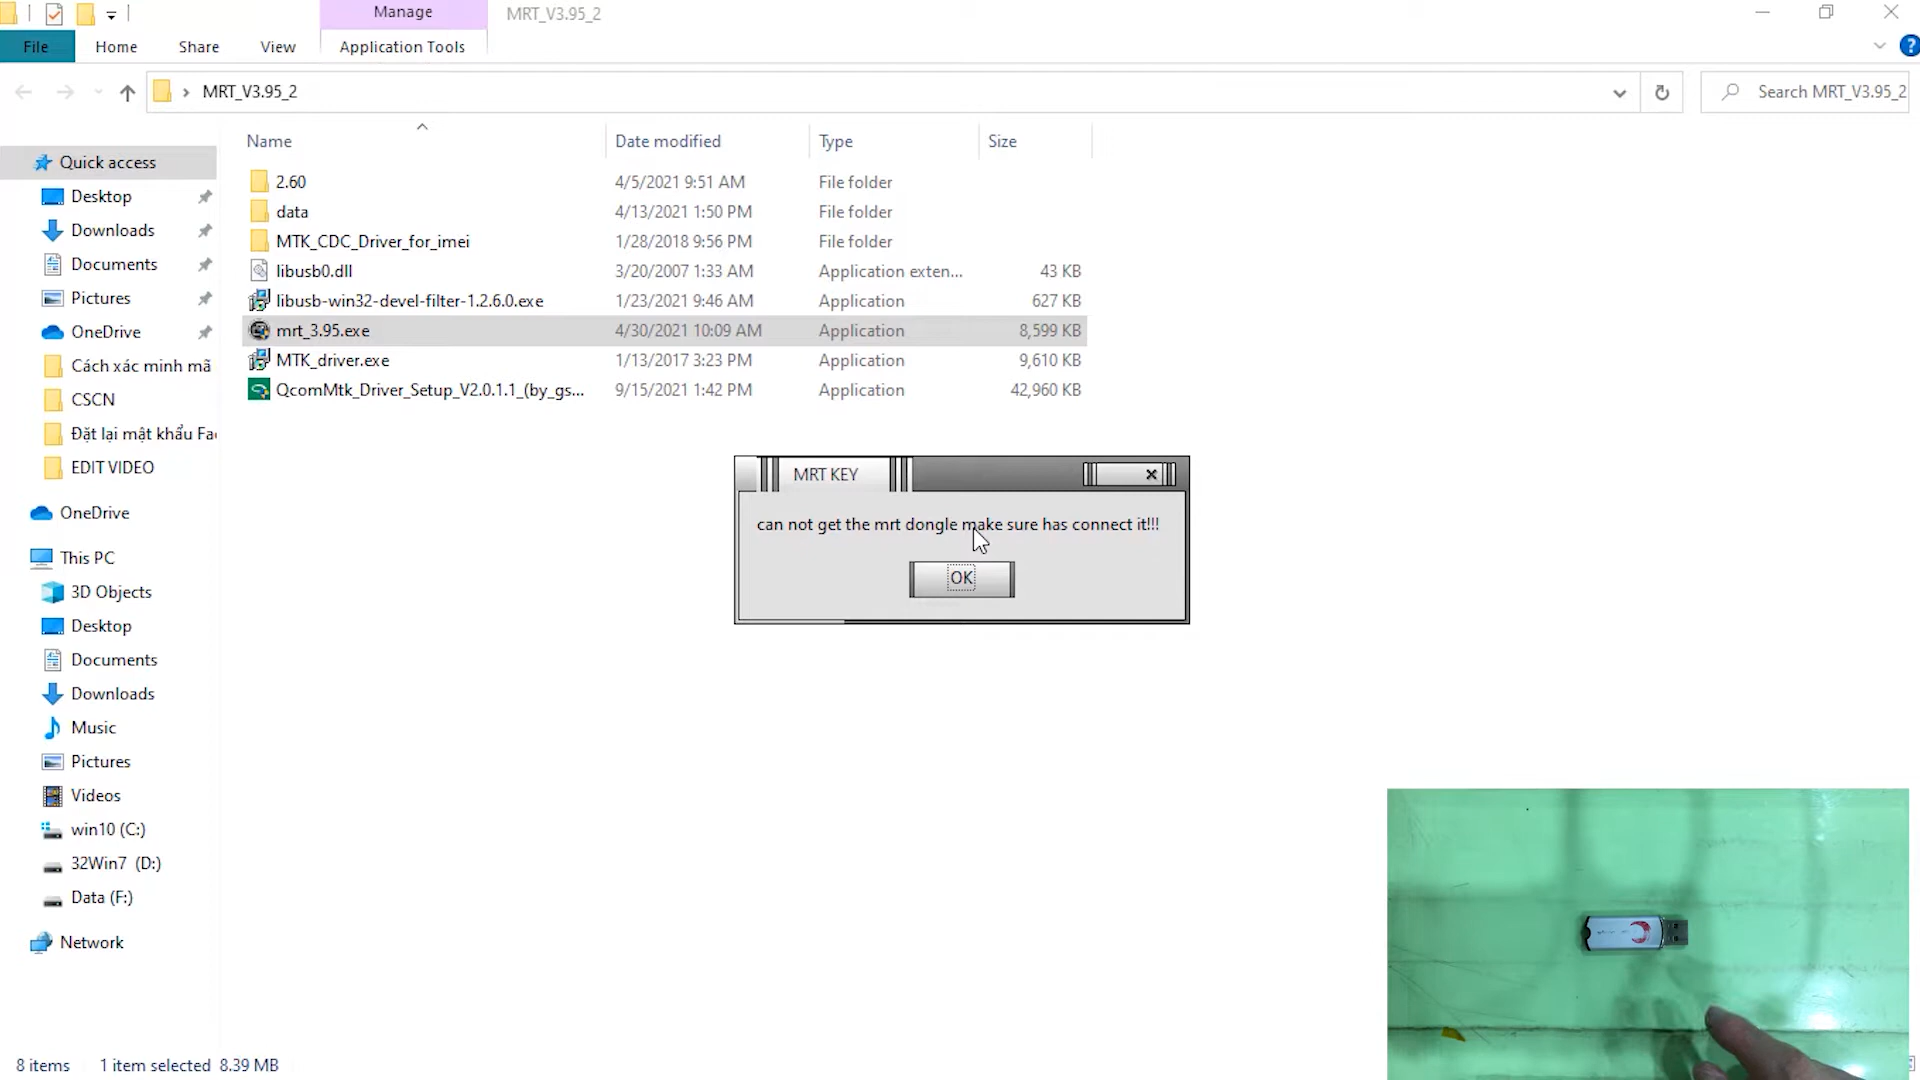 Manage
MRT_V3.95_2
File
Home
Share
View
Application Tools
?
MRT_V3.95_2
Search MRT_V3.95_2
Name
Date modified
Type
Size
Quick access
Desktop
Downloads
Documents
Pictures
OneDrive
Cách xác minh mã
CSCN
Đặt lại mật khẩu Fac
EDIT VIDEO
OneDrive
This PC
3D Objects
Desktop
Documents
Downloads
Music
Pictures
Videos
win10 (C:)
32Win7 (D:)
Data (F:)
Network
2.60 4/5/2021 9:51 AM File folder
data 4/13/2021 1:50 PM File folder
MTK_CDC_Driver_for_imei 1/28/2018 9:56 PM File folder
libusb0.dll 3/20/2007 1:33 AM Application exten... 43 KB
libusb-win32-devel-filter-1.2.6.0.exe 1/23/2021 9:46 AM Application 627 KB
mrt_3.95.exe 4/30/2021 10:09 AM Application 8,599 KB
MTK_driver.exe 1/13/2017 3:23 PM Application 9,610 KB
QcomMtk_Driver_Setup_V2.0.1.1_(by_gs... 9/15/2021 1:42 PM Application 42,960 KB
MRT KEY
can not get the mrt dongle make sure has connect it!!!
OK
8 items 1 item selected 8.39 MB